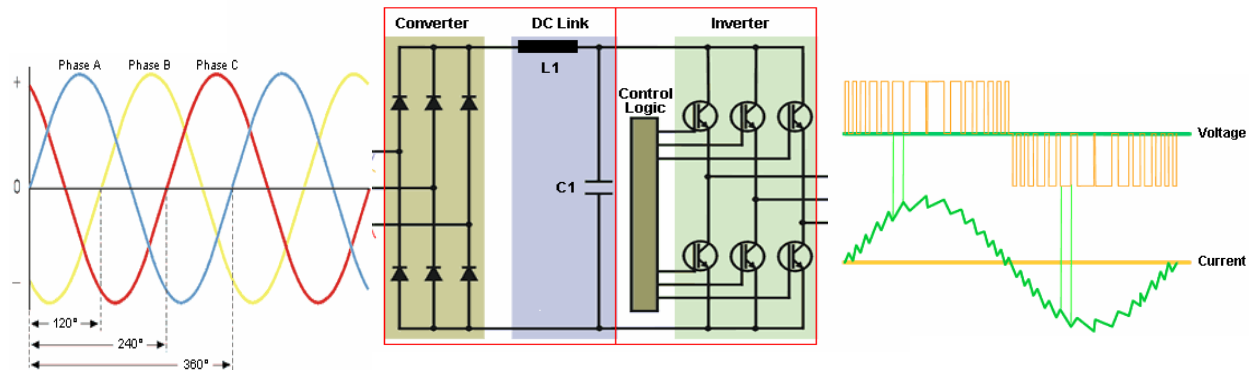 Phase A Phase B Phase C
+
0
–
120°
240°
360°
Converter
DC Link
Inverter
L1
C1
Control
Logic
Voltage
Current